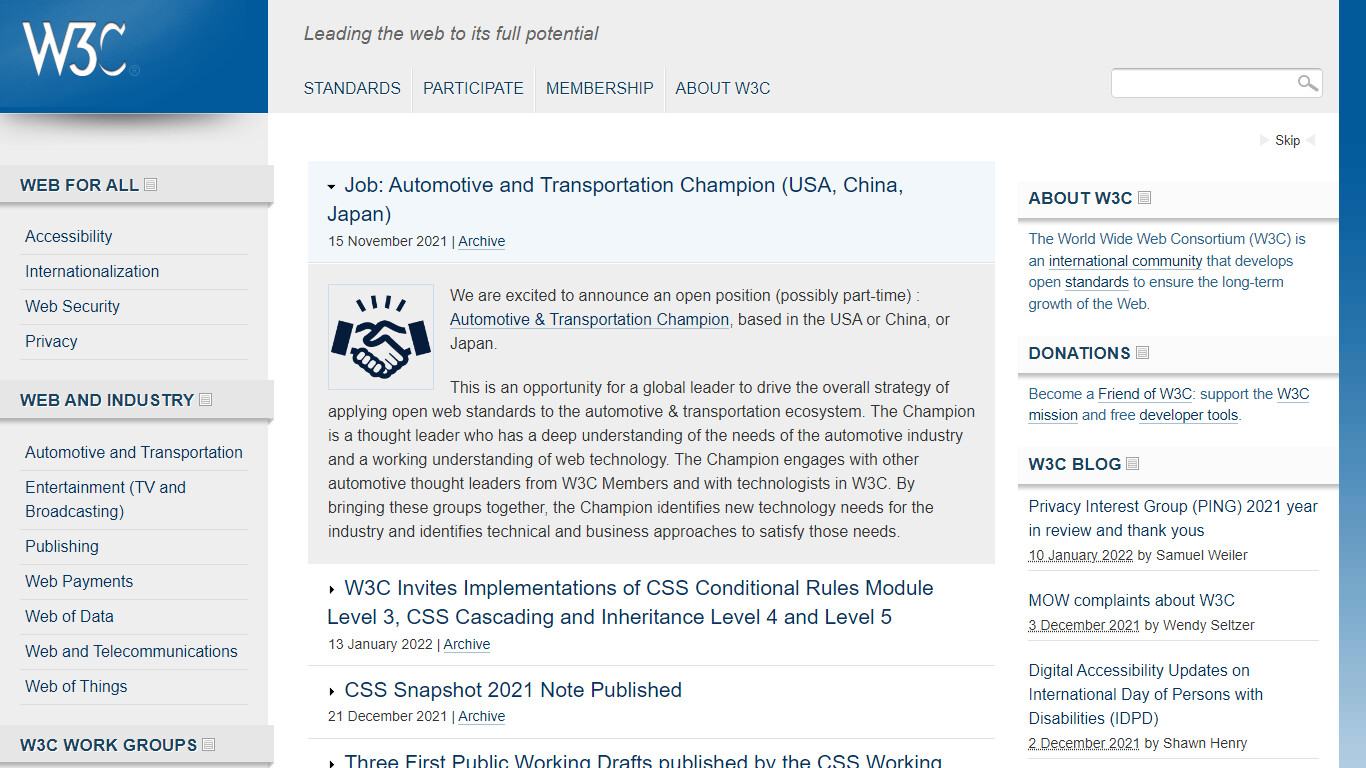 W3C®
Leading the web to its full potential
STANDARDS
PARTICIPATE
MEMBERSHIP
ABOUT W3C
Skip
WEB FOR ALL
Accessibility
Internationalization
Web Security
Privacy
WEB AND INDUSTRY
Automotive and Transportation
Entertainment (TV and
Broadcasting)
Publishing
Web Payments
Web of Data
Web and Telecommunications
Web of Things
W3C WORK GROUPS
Job: Automotive and Transportation Champion (USA, China,
Japan)
15 November 2021 | Archive
We are excited to announce an open position (possibly part-time) :
Automotive & Transportation Champion, based in the USA or China, or
Japan.
This is an opportunity for a global leader to drive the overall strategy of
applying open web standards to the automotive & transportation ecosystem. The Champion
is a thought leader who has a deep understanding of the needs of the automotive industry
and a working understanding of web technology. The Champion engages with other
automotive thought leaders from W3C Members and with technologists in W3C. By
bringing these groups together, the Champion identifies new technology needs for the
industry and identifies technical and business approaches to satisfy those needs.
W3C Invites Implementations of CSS Conditional Rules Module
Level 3, CSS Cascading and Inheritance Level 4 and Level 5
13 January 2022 | Archive
CSS Snapshot 2021 Note Published
21 December 2021 | Archive
Three First Public Working Drafts published by the CSS Working
ABOUT W3C
The World Wide Web Consortium (W3C) is
an international community that develops
open standards to ensure the long-term
growth of the Web.
DONATIONS
Become a Friend of W3C: support the W3C
mission and free developer tools.
W3C BLOG
Privacy Interest Group (PING) 2021 year
in review and thank yous
10 January 2022 by Samuel Weiler
MOW complaints about W3C
3 December 2021 by Wendy Seltzer
Digital Accessibility Updates on
International Day of Persons with
Disabilities (IDPD)
2 December 2021 by Shawn Henry